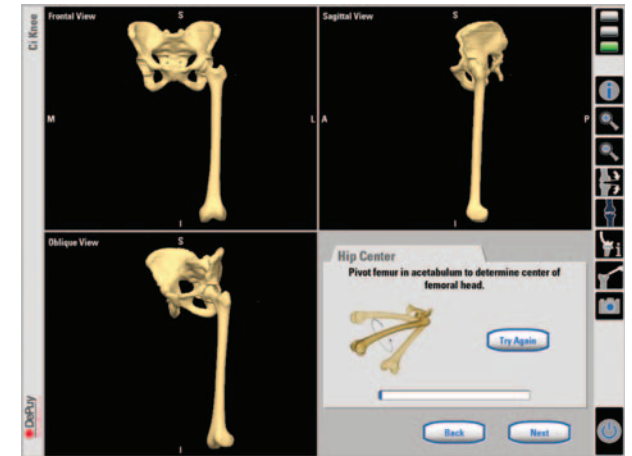 Ci Knee
Frontal View
S
M
L
Sagittal View
S
A
P
I
Oblique View
S
I
Hip Center
Pivot femur in acetabulum to determine center of
femoral head.
Try Again
Back
Next
DePuy
i
i